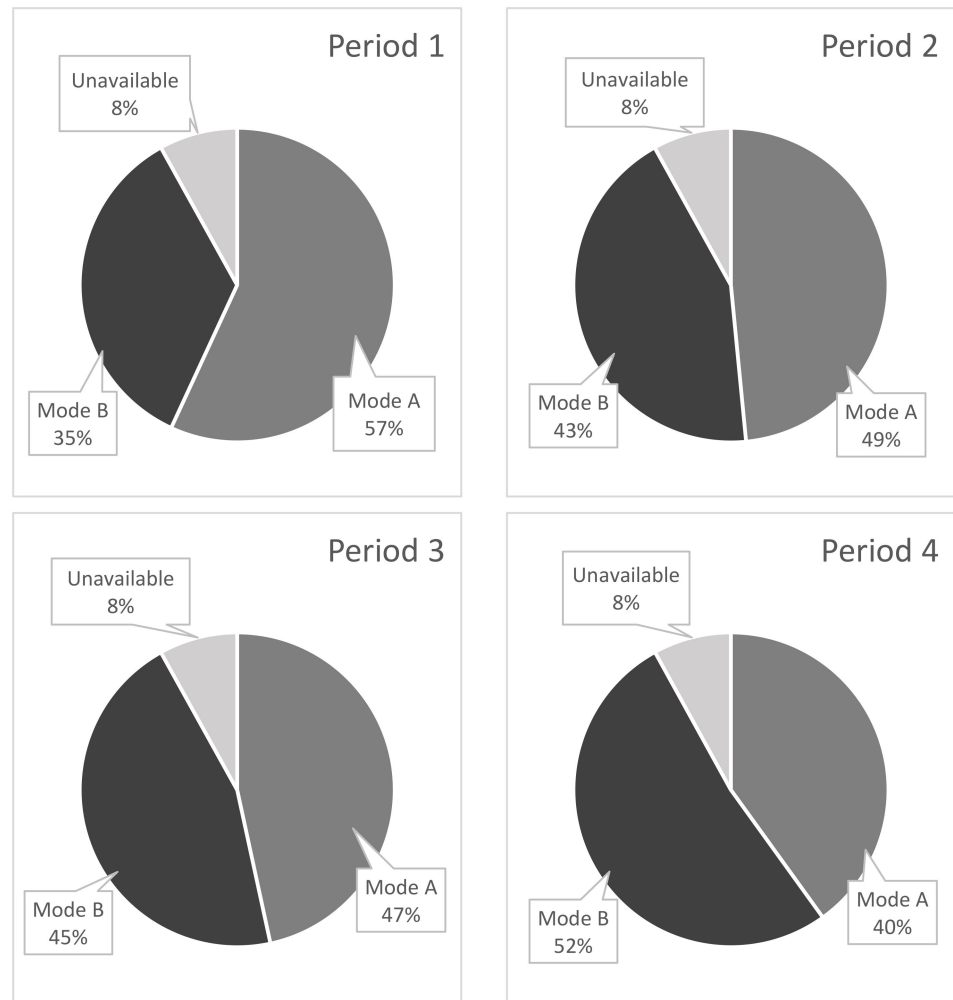 Period 1
Unavailable
8%
Mode B
35%
Mode A
57%
Period 2
Unavailable
8%
Mode B
43%
Mode A
49%
Period 3
Unavailable
8%
Mode B
45%
Mode A
47%
Period 4
Unavailable
8%
Mode B
52%
Mode A
40%